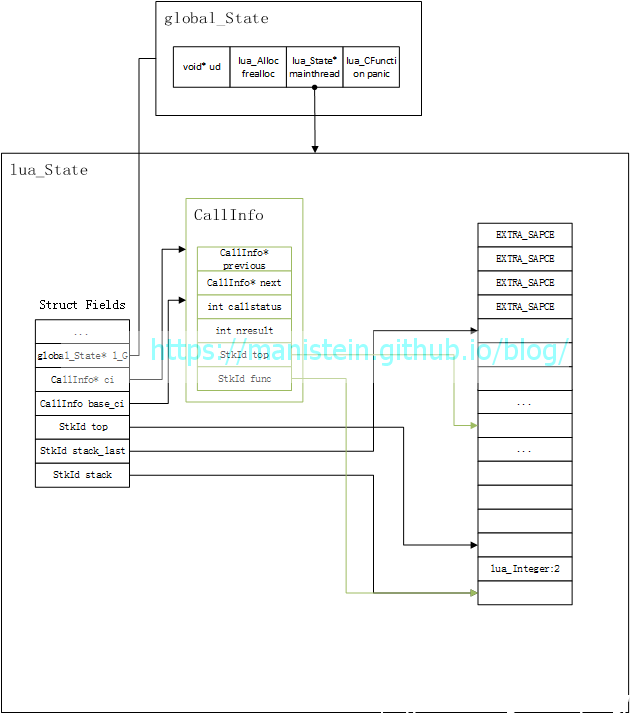 global_State
void* ud
lua_Alloc
frealloc
lua_State*
mainthread
lua_CFuncti
on panic
lua_State
CallInfo
CallInfo*
previous
CallInfo* next
int callstatus
int nresult
StkId top
StkId func
Struct Fields
...
global_State* l_G
CallInfo* ci
CallInfo base_ci
StkId top
StkId stack_last
StkId stack
EXTRA_SAPCE
EXTRA_SAPCE
EXTRA_SAPCE
EXTRA_SAPCE
...
...
lua_Integer:2
https://manistein.github.io/blog/